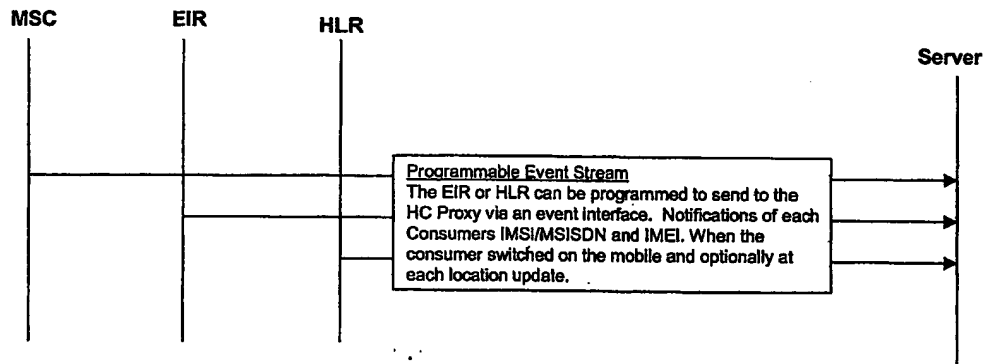 MSC
EIR
HLR
Server
Programmable Event Stream
The EIR or HLR can be programmed to send to the
HC Proxy via an event interface. Notifications of each
Consumers IMSI/MSISDN and IMEI. When the
consumer switched on the mobile and optionally at
each location update.